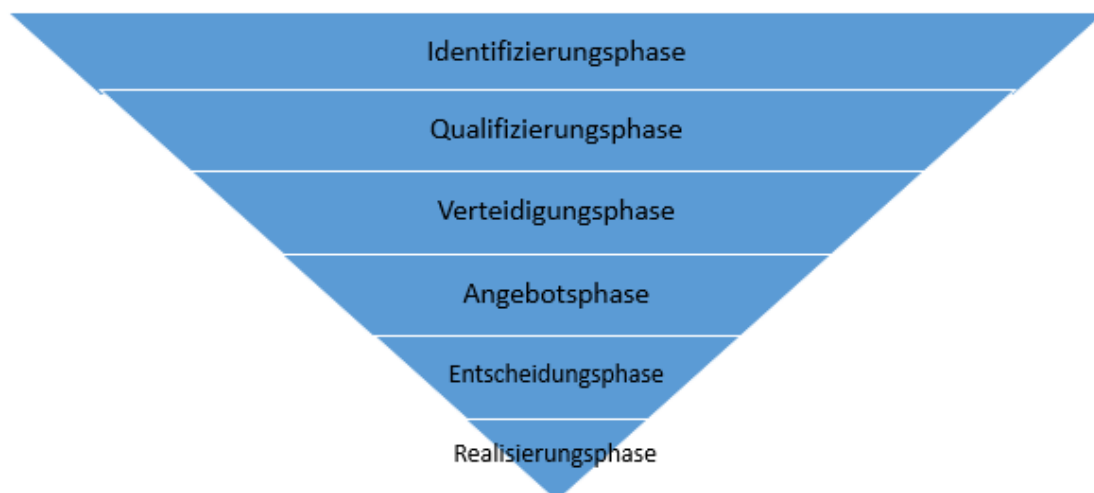 Identifizierungsphase
Qualifizierungsphase
Verteidigungsphase
Angebotsphase
Entscheidungsphase
Realisierungsphase